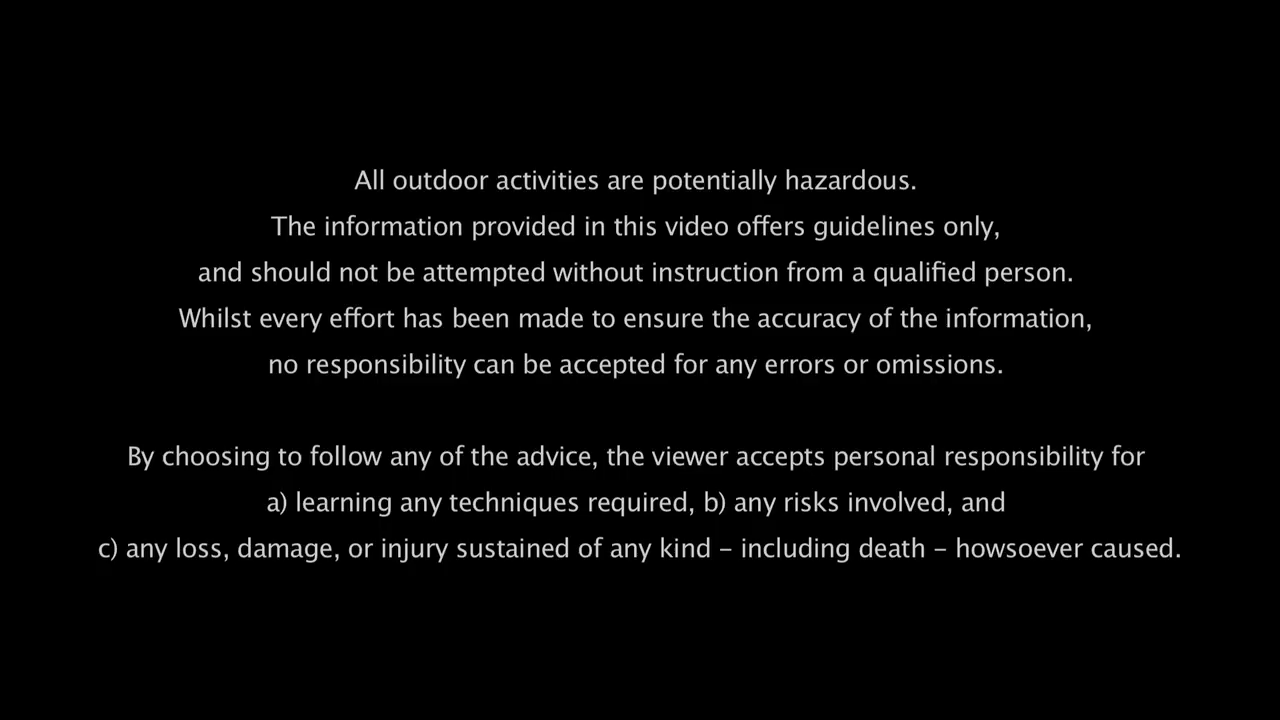 All outdoor activities are potentially hazardous.
The information provided in this video offers guidelines only,
and should not be attempted without instruction from a qualified person.
Whilst every effort has been made to ensure the accuracy of the information,
no responsibility can be accepted for any errors or omissions.
By choosing to follow any of the advice, the viewer accepts personal responsibility for
a) learning any techniques required, b) any risks involved, and
c) any loss, damage, or injury sustained of any kind – including death – howsoever caused.